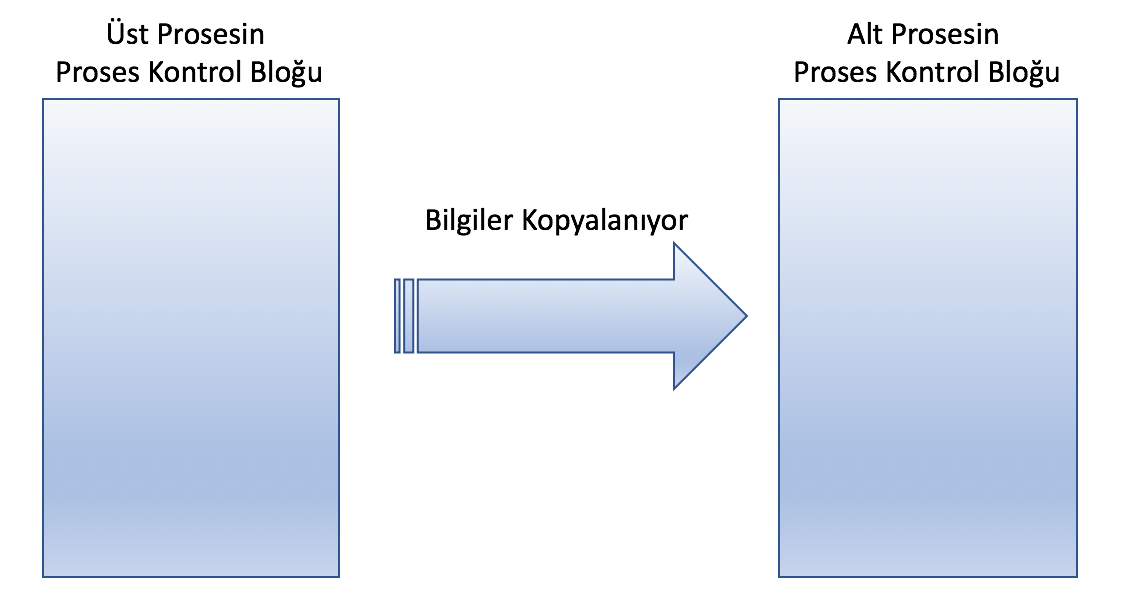 Üst Prosesin
Proses Kontrol Bloğu
Alt Prosesin
Proses Kontrol Bloğu
Bilgiler Kopyalanıyor